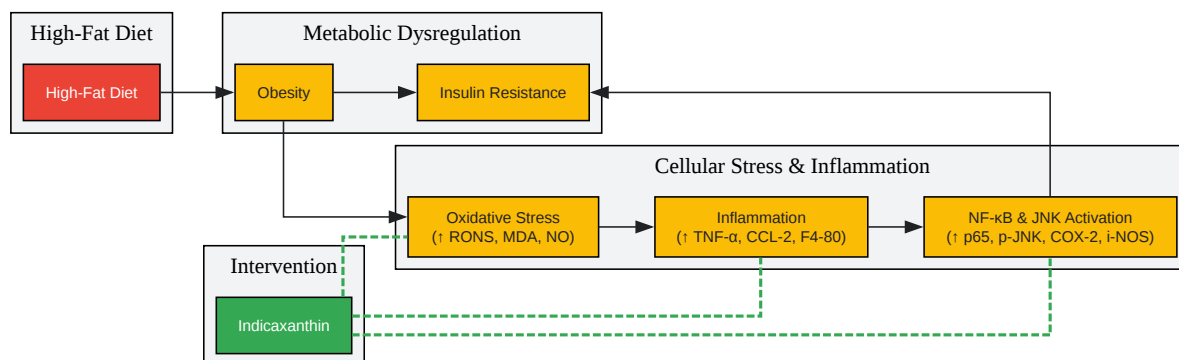 High-Fat Diet
High-Fat Diet
Metabolic Dysregulation
Obesity
Insulin Resistance
Cellular Stress & Inflammation
Oxidative Stress
(↑ RONS, MDA, NO)
Inflammation
(↑ TNF-α, CCL-2, F4-80)
NF-κB & JNK Activation
(↑ p65, p-JNK, COX-2, i-NOS)
Intervention
Indicaxanthin